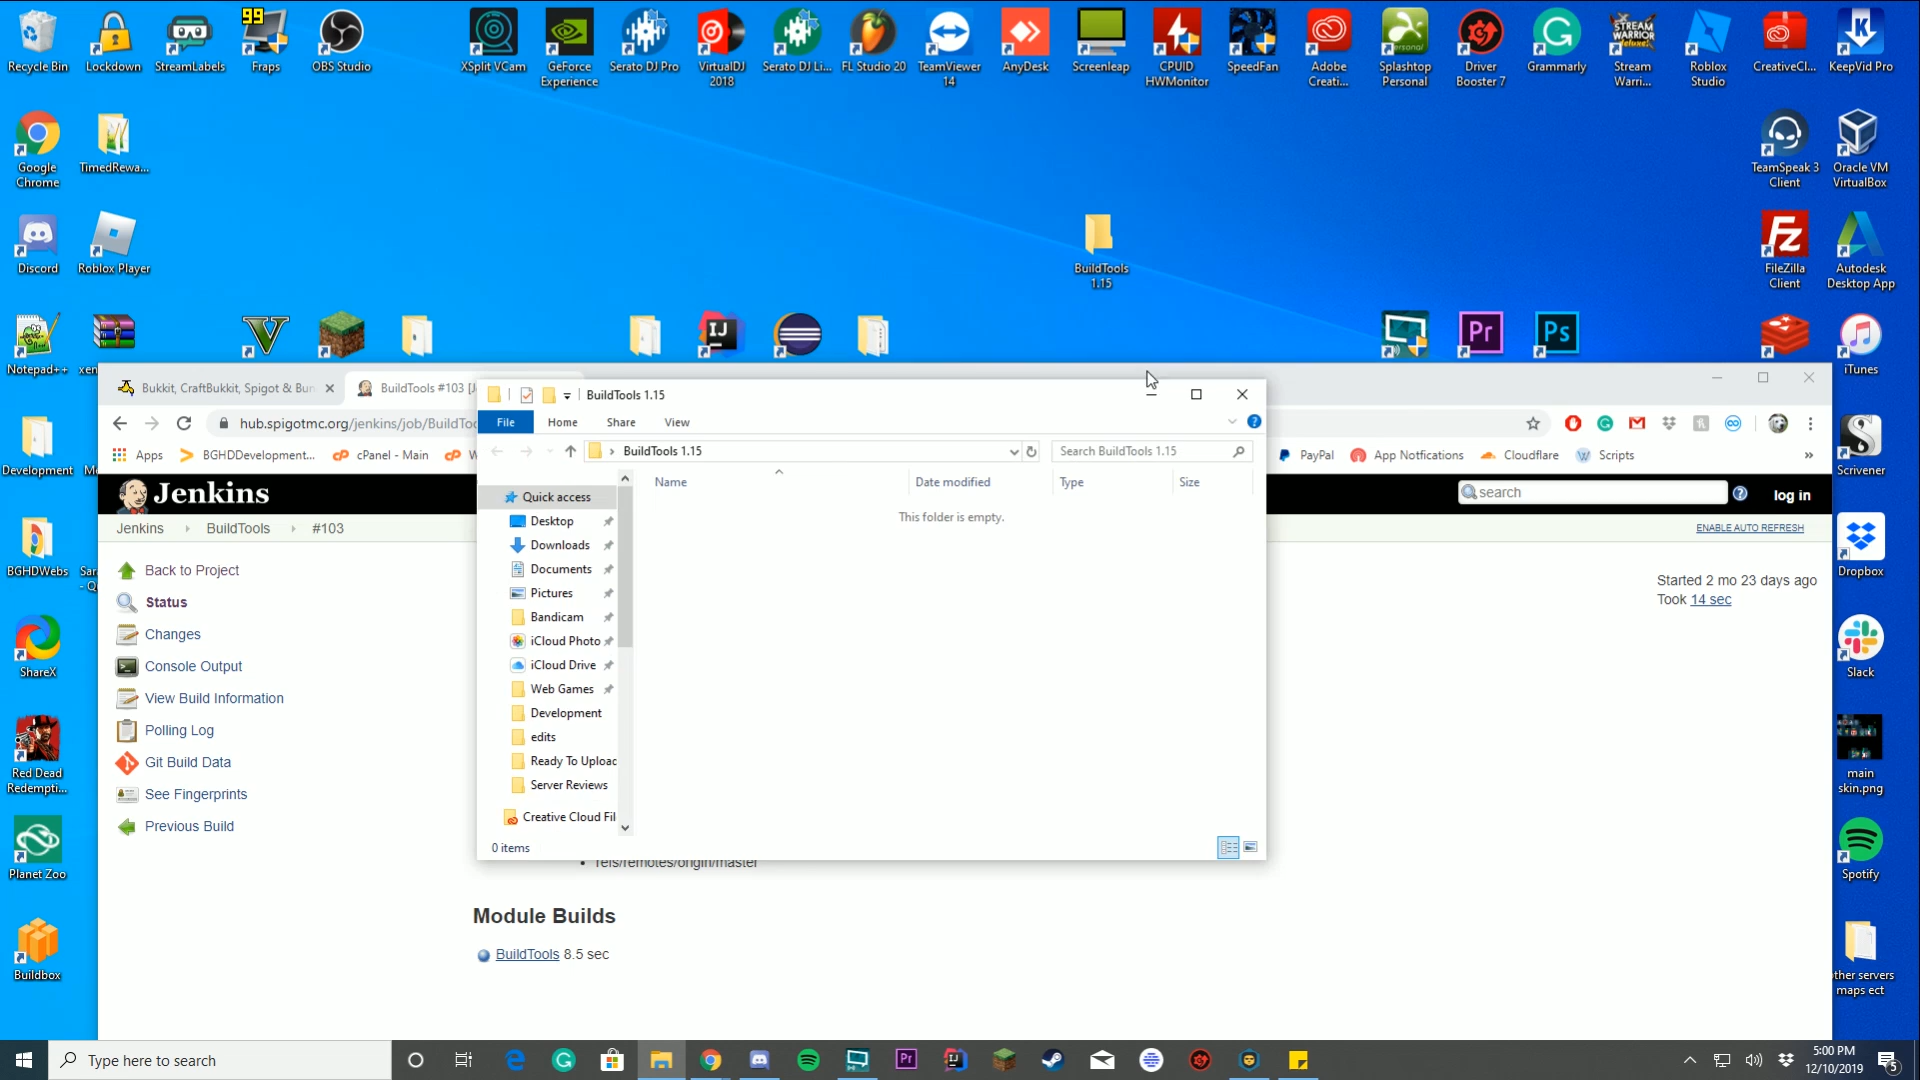 99
Recycle Bin
Lockdown
StreamLabels
Fraps
OBS Studio
XSplit VCam
GeForce
Experience
Serato DJ Pro
VirtualDJ
2018
Serato DJ Li...
FL Studio 20
TeamViewer
14
AnyDesk
Screenleap
CPUID
HWMonitor
SpeedFan
Adobe
Creati...
Splashtop
Personal
Driver
Booster 7
Grammarly
Stream
Warri...
Roblox
Studio
CreativeCl...
KeepVid Pro
Google
Chrome
TimedRewa...
TeamSpeak 3
Client
Oracle VM
VirtualBox
Discord
Roblox Player
BuildTools
1.15
FileZilla
Client
Autodesk
Desktop App
Notepad++
xen
iTunes
Pr
Ps
IJ
Development
Mc
BGHDWebs
Sar
- Q
ShareX
Red Dead
Redempti...
Planet Zoo
Buildbox
Scrivener
Dropbox
Slack
main
skin.png
Spotify
ther servers
maps ect
Bukkit, CraftBukkit, Spigot & Bun
BuildTools #103 [J
hub.spigotmc.org/jenkins/job/BuildToo
Apps
BGHDDevelopment...
cPanel - Main
W
PayPal
App Notfications
Cloudflare
Scripts
»
Jenkins
search
log in
Jenkins
BuildTools
#103
ENABLE AUTO REFRESH
Back to Project
Status
Changes
Console Output
View Build Information
Polling Log
Git Build Data
See Fingerprints
Previous Build
Started 2 mo 23 days ago
Took 14 sec
refs/remotes/origin/master
Module Builds
BuildTools 8.5 sec
BuildTools 1.15
File
Home
Share
View
BuildTools 1.15
Search BuildTools 1.15
Name
Date modified
Type
Size
This folder is empty.
Quick access
Desktop
Downloads
Documents
Pictures
Bandicam
iCloud Photo
iCloud Drive
Web Games
Development
edits
Ready To Upload
Server Reviews
Creative Cloud Fil
0 items
Type here to search
5:00 PM
12/10/2019
5